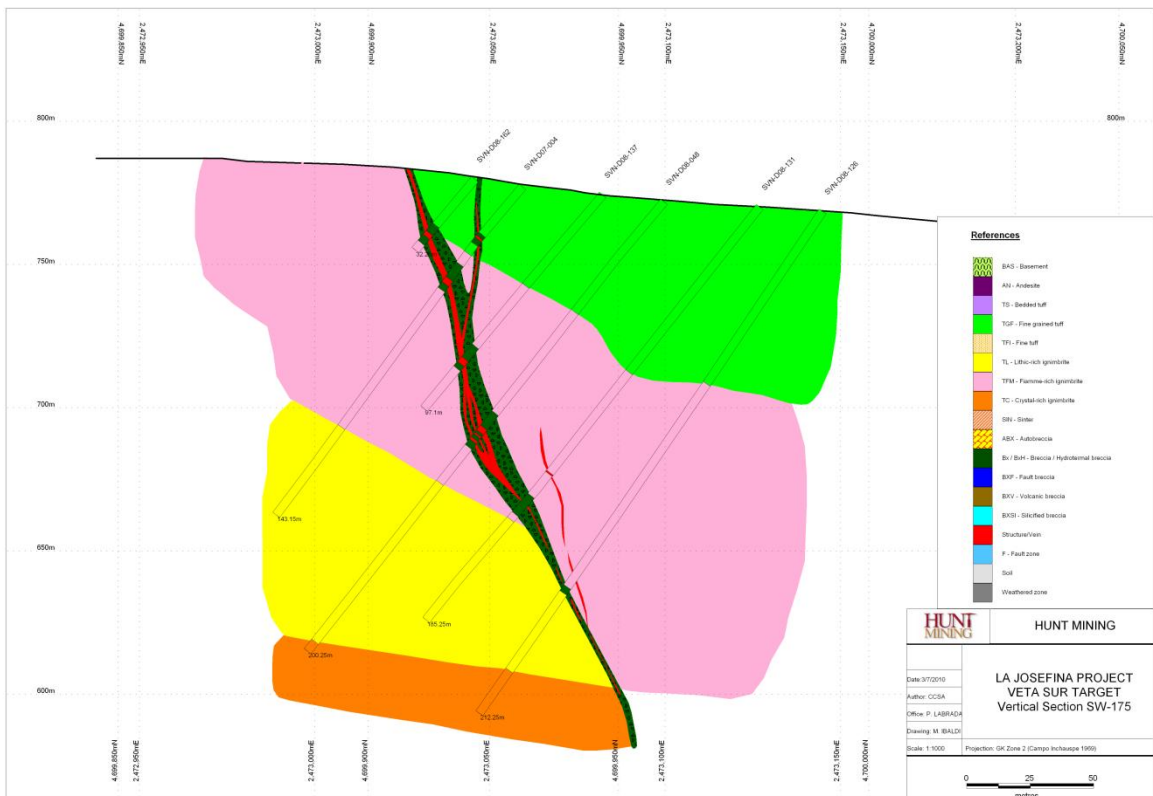 4,699,850mN
2,472,950mE
2,473,000mE
4,699,900mN
2,473,050mE
4,699,950mN
2,473,100mE
2,473,150mE
4,700,000mN
2,473,200mE
4,700,050mN
800m
800m
SVN-D08-162
SVN-D07-004
SVN-D08-137
SVN-D08-048
SVN-D08-131
SVN-D08-126
750m
700m
97.1m
143.15m
650m
185.25m
200.25m
600m
212.25m
References
BAS - Basement
AN - Andesite
TS - Bedded tuff
TGF - Fine grained tuff
TFI - Fine tuff
TL - Lithic-rich ignimbrite
TFM - Fiamme-rich ignimbrite
TC - Crystal-rich ignimbrite
SIN - Sinter
ABX - Autobreccia
Bx / BxH - Breccia / Hydrotermal breccia
BXF - Fault breccia
BXV - Volcanic breccia
BXSI - Silicified breccia
Structure/Vein
F - Fault zone
Soil
Weathered zone
HUNT MINING
HUNT MINING
Date:3/7/2010
Author: CCSA
Office: P. LABRADA
Drawing: M. IBALDI
Scale: 1:1000
LA JOSEFINA PROJECT
VETA SUR TARGET
Vertical Section SW-175
Projection: GK Zone 2 (Campo Inchauspe 1969)
0 25 50
metres
4,699,850mN
2,472,950mE
2,473,000mE
4,699,900mN
2,473,050mE
4,699,950mN
2,473,100mE
2,473,150mE
4,700,000mN